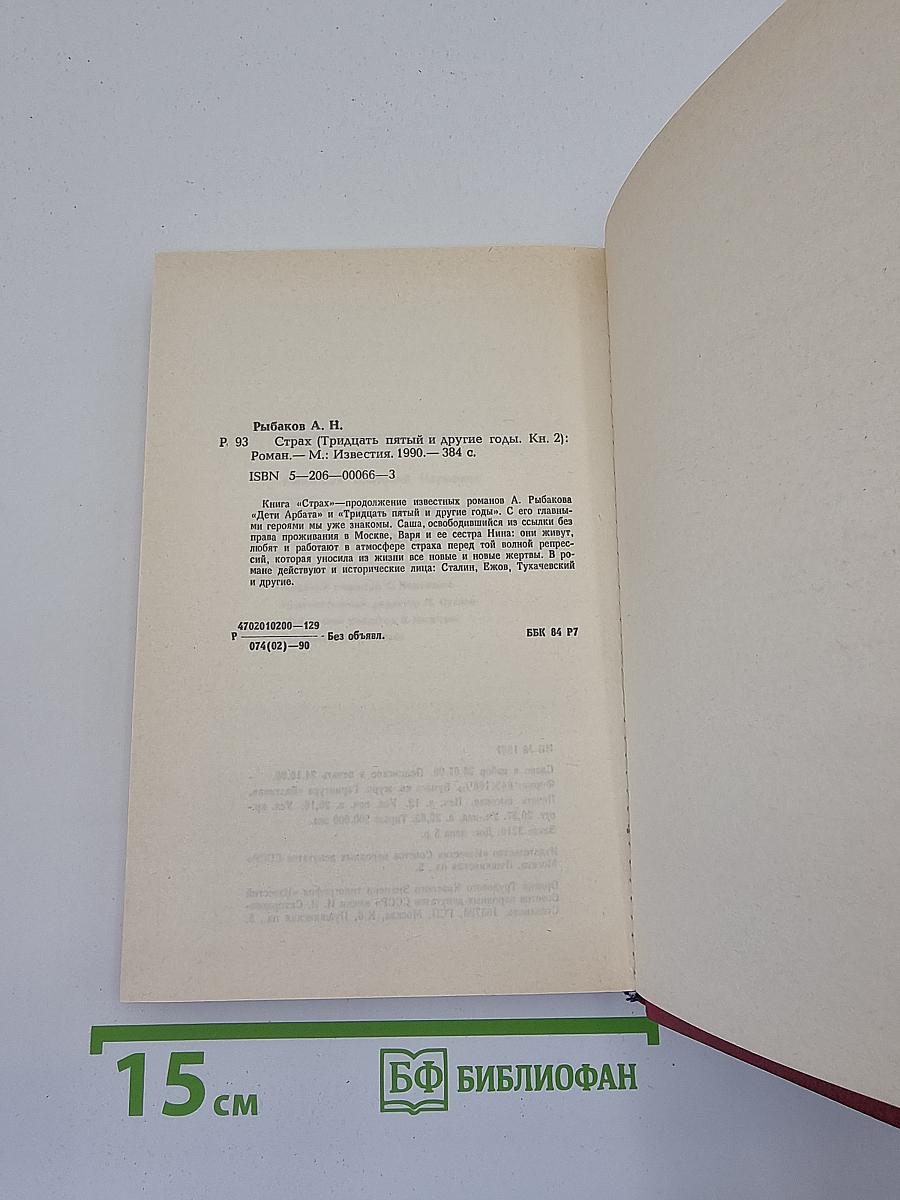 Рыбаков А. Н.
Р 93 Страх (Тридцать пятый и другие годы. Кн. 2):
Роман.— М.: Известия. 1990.— 384 с.
ISBN 5—206—00066—3
Книга «Страх»—продолжение известных романов А. Рыбакова
«Дети Арбата» и «Тридцать пятый и другие годы». С его главны-
ми героями мы уже знакомы. Саша, освободившийся из ссылки без
права проживания в Москве, Варя и ее сестра Нина: они живут,
любят и работают в атмосфере страха перед той волной репрес-
сий, которая уносила из жизни все новые и новые жертвы. В ро-
мане действуют и исторические лица: Сталин, Ежов, Тухачевский
и другие.
4702010200—129
Р ——— Без объявл. ББК 84 Р7
074(02)—90
15 см
БФ БИБЛИОФАН